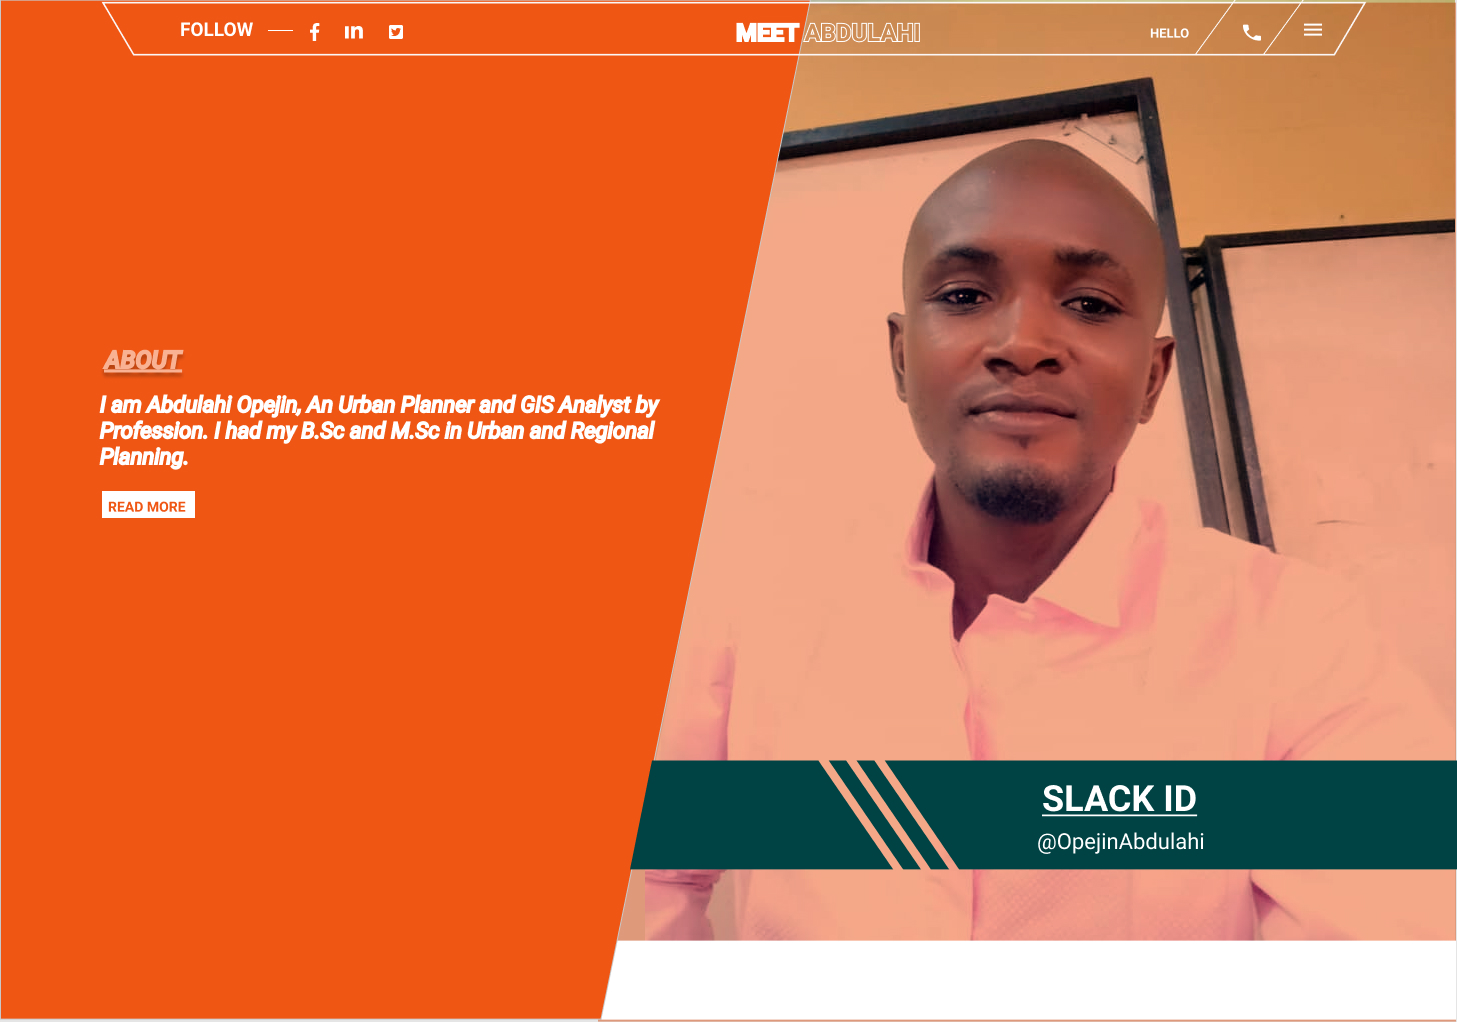 FOLLOW
MEET ABDULAHI
HELLO
ABOUT
I am Abdulahi Opejin, An Urban Planner and GIS Analyst by
Profession. I had my B.Sc and M.Sc in Urban and Regional
Planning.
READ MORE
SLACK ID
@OpejinAbdulahi